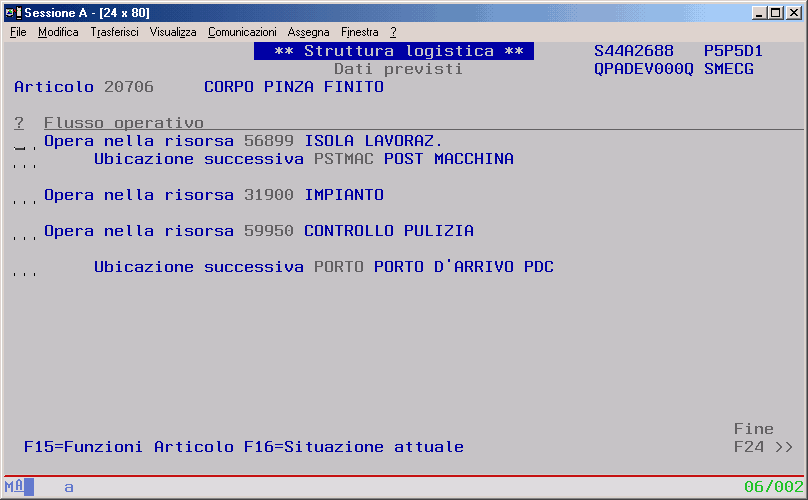 Sessione A - [24 x 80]
File Modifica Trasferisci Visualizza Comunicazioni Assegna Finestra ?
** Struttura logistica ** S44A2688 P5P5D1
Dati previsti QPADEV000Q SMECG
Articolo 20706 CORPO PINZA FINITO
? Flusso operativo
_.. Opera nella risorsa 56899 ISOLA LAVORAZ.
... Ubicazione successiva PSTMAC POST MACCHINA
... Opera nella risorsa 31900 IMPIANTO
... Opera nella risorsa 59950 CONTROLLO PULIZIA
... Ubicazione successiva PORTO PORTO D'ARRIVO PDC
Fine
F15=Funzioni Articolo F16=Situazione attuale F24 >>
MA a 06/002